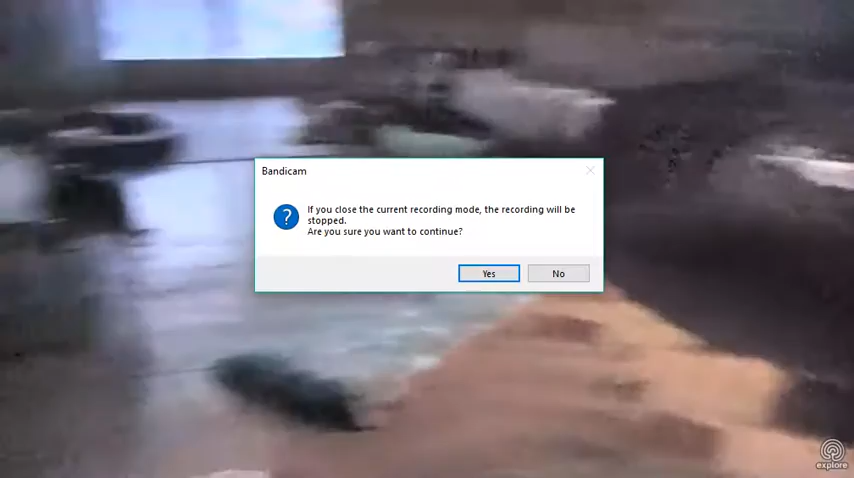 Bandicam
If you close the current recording mode, the recording will be
stopped.
Are you sure you want to continue?
Yes
No
explore